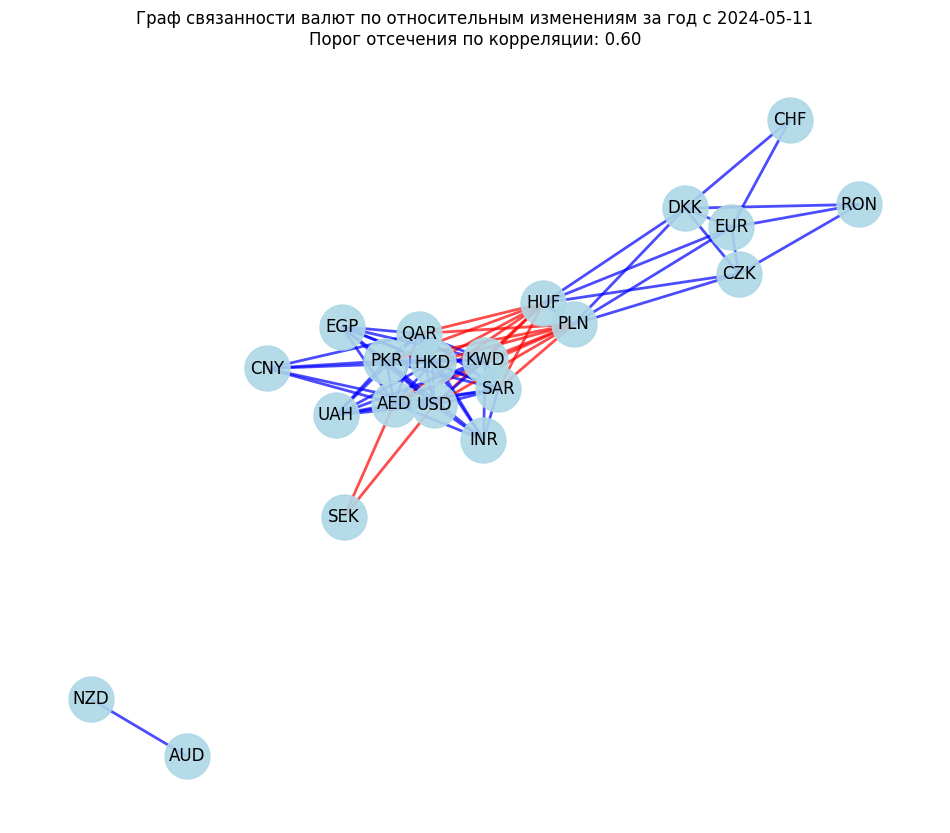 Граф связанности валют по относительным изменениям за год с 2024-05-11
Порог отсечения по корреляции: 0.60
CHF
RON
DKK
EUR
CZK
HUF
PLN
EGP
QAR
CNY
PKR
HKD
KWD
SAR
UAH
AED
USD
INR
SEK
NZD
AUD